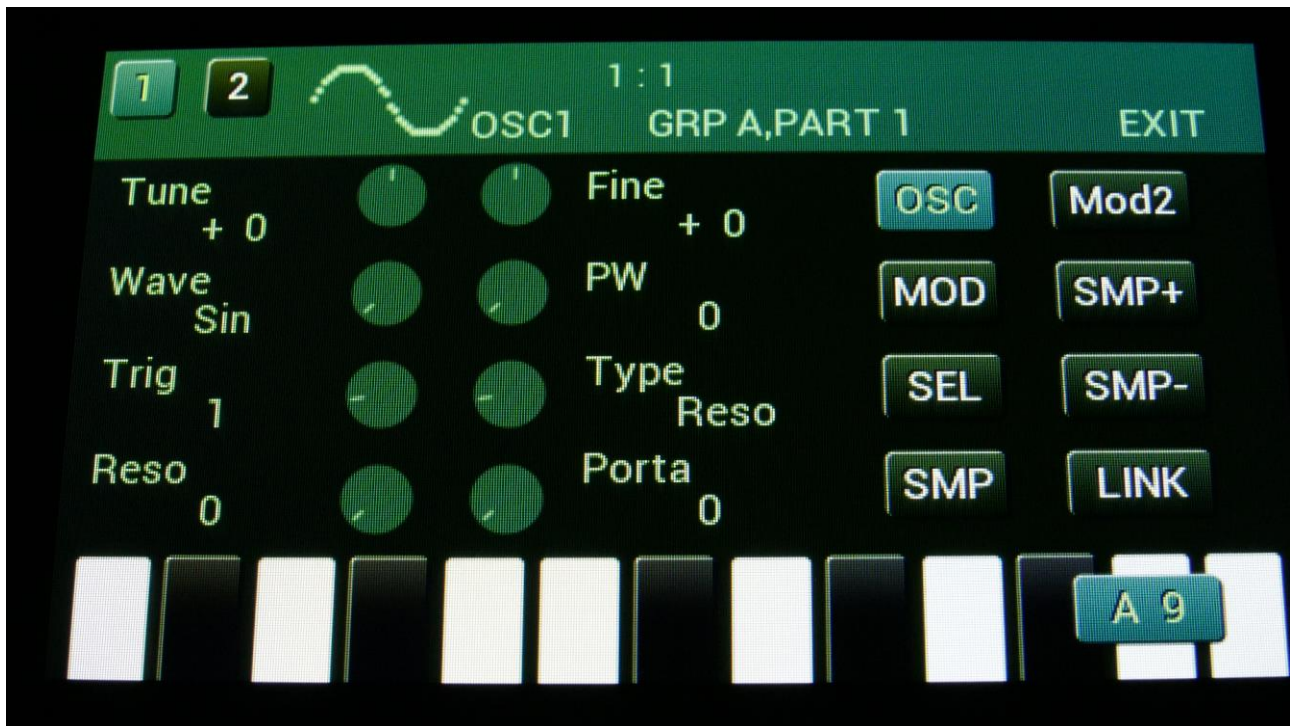 1 2 1 : 1
OSC1 GRP A,PART 1 EXIT
Tune Fine OSC Mod2
+ 0 + 0
Wave PW MOD SMP+
Sin 0
Trig Type SEL SMP-
1 Reso
Reso Porta SMP LINK
0 0
A 9